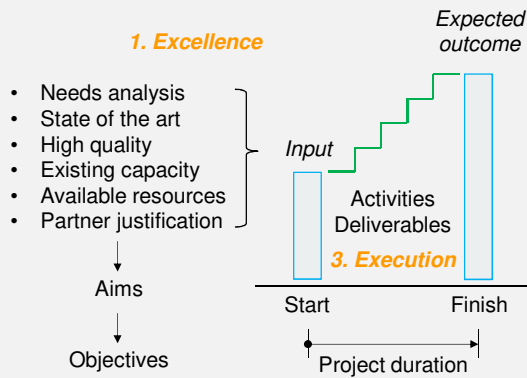 1. Excellence
• Needs analysis
• State of the art
• High quality
• Existing capacity
• Available resources
• Partner justification
Aims
Objectives
Expected
outcome
Input
Activities
Deliverables
3. Execution
Start
Finish
Project duration